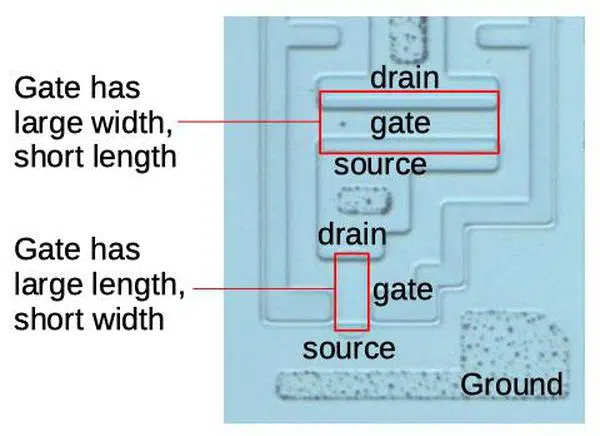 drain
Gate has
large width,
short length
gate
source
drain
Gate has
large length,
short width
gate
source
Ground